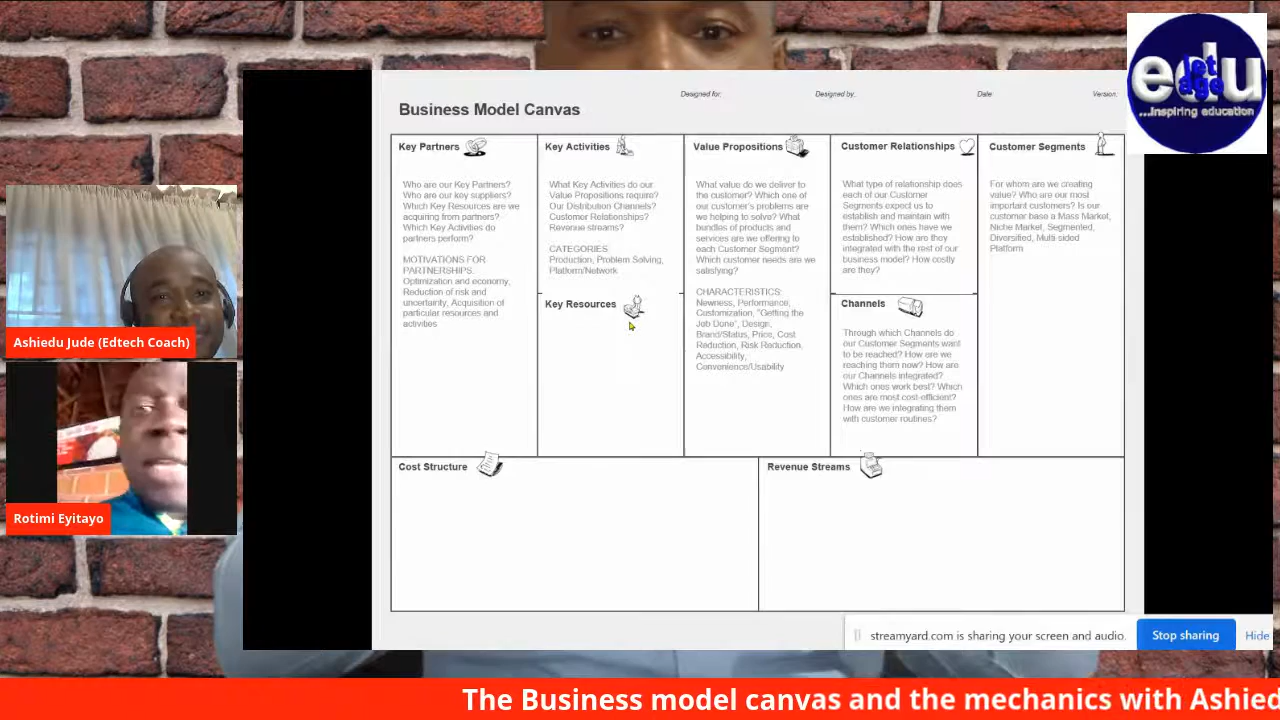 edu
jet
age
...inspiring education
Designed for:
Designed by:
Date
Version:
Business Model Canvas
Key Partners
Who are our Key Partners?
Who are our key suppliers?
Which Key Resources are we
acquiring from partners?
Which Key Activities do
partners perform?
MOTIVATIONS FOR
PARTNERSHIPS:
Optimization and economy,
Reduction of risk and
uncertainty, Acquisition of
particular resources and
activities
Key Activities
What Key Activities do our
Value Propositions require?
Our Distribution Channels?
Customer Relationships?
Revenue streams?
CATEGORIES
Production, Problem Solving,
Platform/Network
Key Resources
Value Propositions
What value do we deliver to
the customer? Which one of
our customer's problems are
we helping to solve? What
bundles of products and
services are we offering to
each Customer Segment?
Which customer needs are we
satisfying?
CHARACTERISTICS:
Newness, Performance,
Customization, "Getting the
Job Done", Design,
Brand/Status, Price, Cost
Reduction, Risk Reduction,
Accessibility,
Convenience/Usability
Customer Relationships
What type of relationship does
each of our Customer
Segments expect us to
establish and maintain with
them? Which ones have we
established? How are they
integrated with the rest of our
business model? How costly
are they?
Channels
Through which Channels do
our Customer Segments want
to be reached? How are we
reaching them now? How are
our Channels integrated?
Which ones work best? Which
ones are most cost-efficient?
How are we integrating them
with customer routines?
Customer Segments
For whom are we creating
value? Who are our most
important customers? Is our
customer base a Mass Market,
Niche Market, Segmented,
Diversified, Multi-sided
Platform
Cost Structure
Revenue Streams
Ashiedu Jude (Edtech Coach)
Rotimi Eyitayo
streamyard.com is sharing your screen and audio.
Stop sharing
Hide
The Business model canvas and the mechanics with Ashied